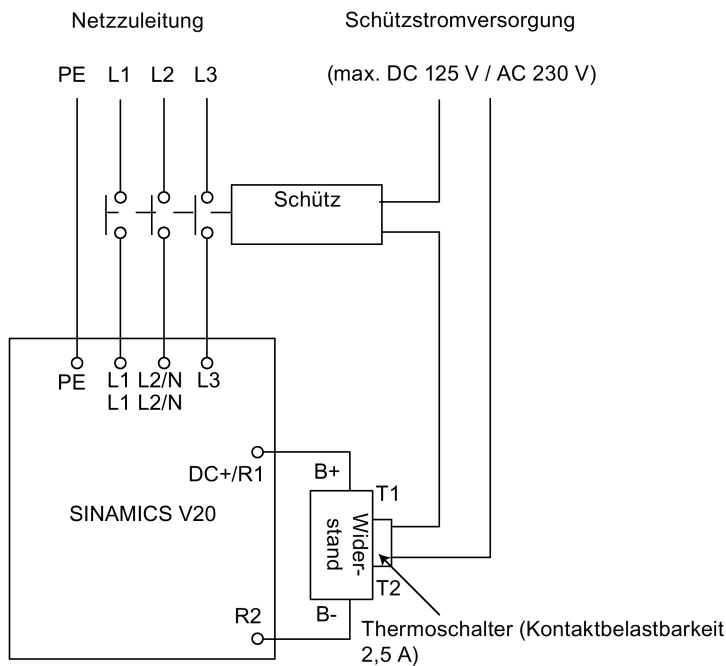 Netzzuleitung
Schützstromversorgung
PE L1 L2 L3
(max. DC 125 V / AC 230 V)
Schütz
PE L1 L2/N L3
L1 L2/N
DC+/R1
B+
T1
SINAMICS V20
Wider-
stand
T2
R2
B-
Thermoschalter (Kontaktbelastbarkeit
2,5 A)